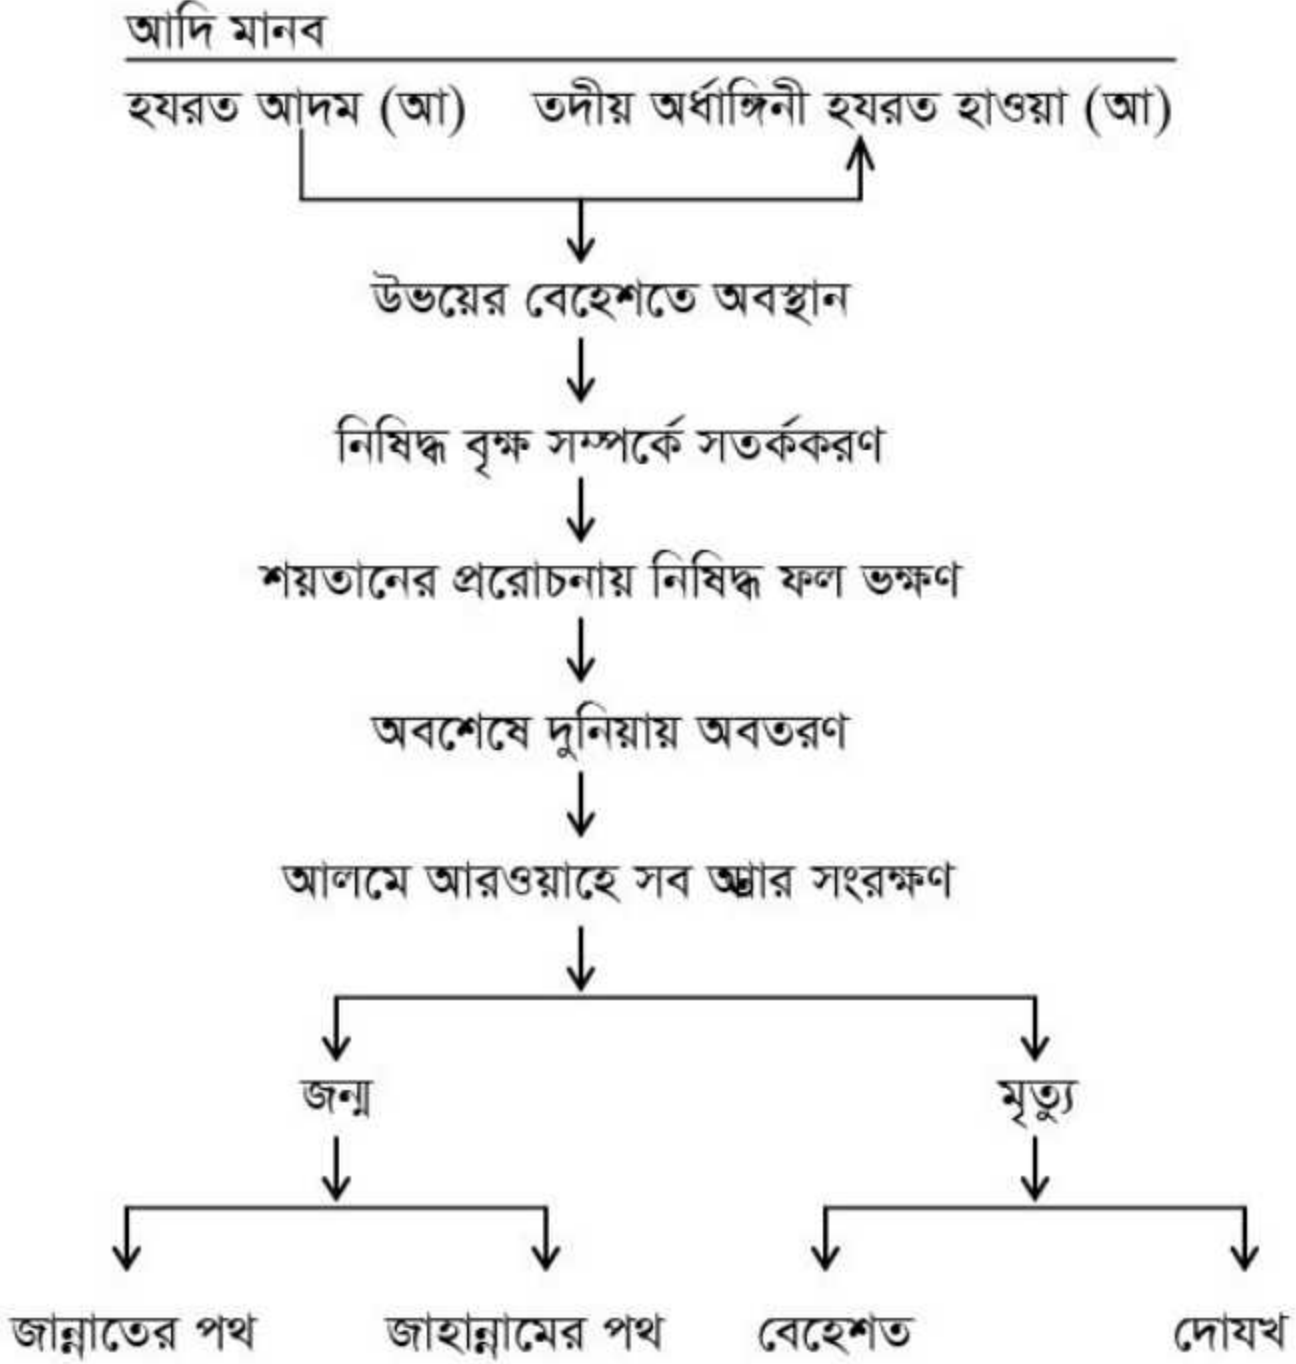 আদি মানব
হযরত আদম (আ) তদীয় অর্ধাঙ্গিনী হযরত হাওয়া (আ)
উভয়ের বেহেশতে অবস্থান
নিষিদ্ধ বৃক্ষ সম্পর্কে সতর্ককরণ
শয়তানের প্ররোচনায় নিষিদ্ধ ফল ভক্ষণ
অবশেষে দুনিয়ায় অবতরণ
আলমে আরওয়াহে সব সংরক্ষণ
জন্ম মৃত্যু
জান্নাতের পথ জাহান্নামের পথ বেহেশত দোযখ